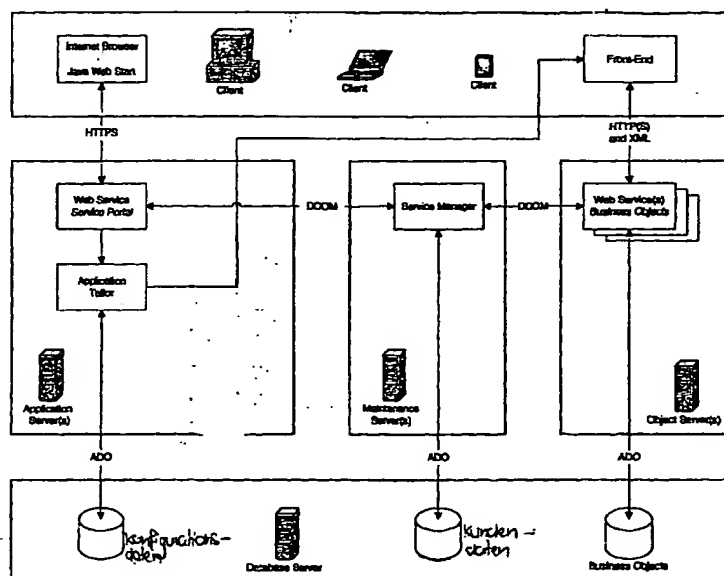 Internet Browser
Java Web Start
Client
Client
Client
Front-End
HTTPS
HTTP(S)
and XML
Web Service
Service Portal
DCOM
Service Manager
DCOM
Web Service(s)
Business Objects
Application
Tailor
Application
Server(s)
Maintenance
Server(s)
Object Server(s)
ADO
ADO
ADO
Konfigurations-
daten
Database Server
Kunden-
daten
Business Objects